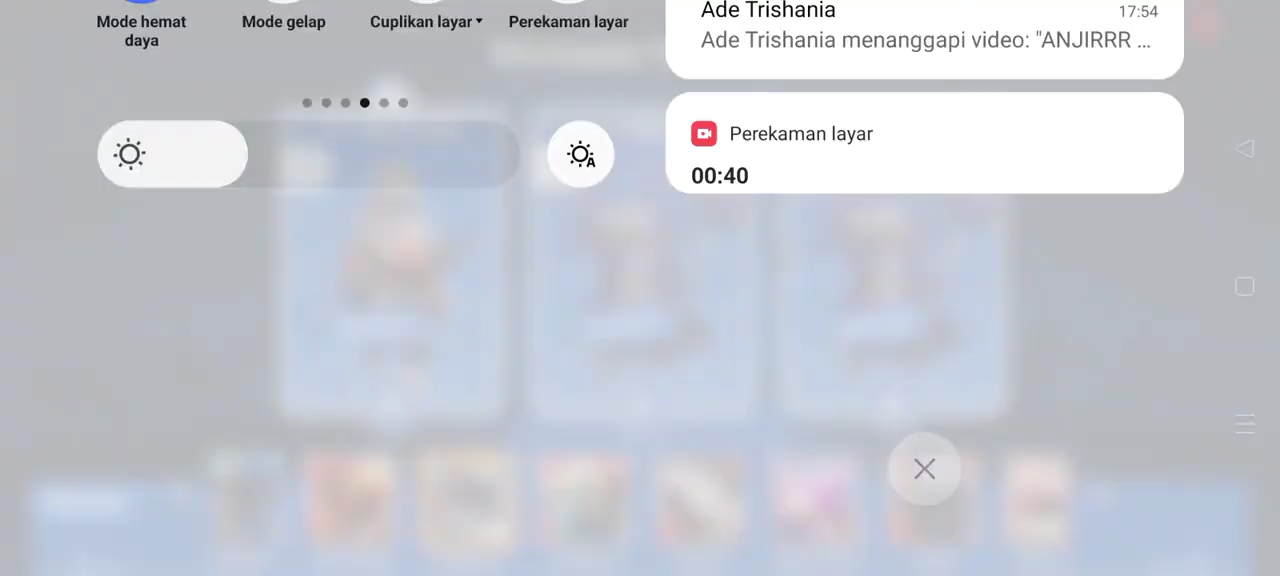 Mode hemat
daya
Mode gelap
Cuplikan layar
Perekaman layar
A
Ade Trishania
17:54
Ade Trishania menanggapi video: "ANJIRRR ...
Perekaman layar
00:40